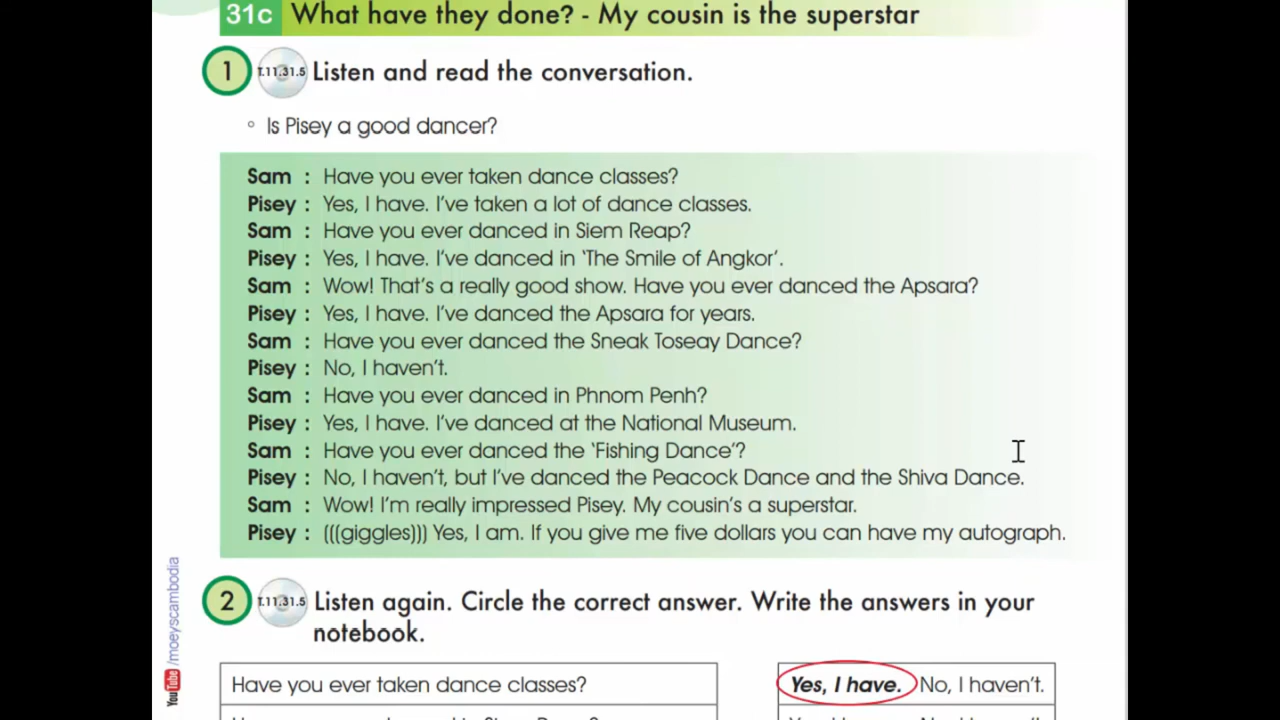 31c What have they done? - My cousin is the superstar
1 1.11.31.5 Listen and read the conversation.
° Is Pisey a good dancer?
Sam : Have you ever taken dance classes?
Pisey : Yes, I have. I've taken a lot of dance classes.
Sam : Have you ever danced in Siem Reap?
Pisey : Yes, I have. I've danced in 'The Smile of Angkor'.
Sam : Wow! That's a really good show. Have you ever danced the Apsara?
Pisey : Yes, I have. I've danced the Apsara for years.
Sam : Have you ever danced the Sneak Toseay Dance?
Pisey : No, I haven't.
Sam : Have you ever danced in Phnom Penh?
Pisey : Yes, I have. I've danced at the National Museum.
Sam : Have you ever danced the 'Fishing Dance'?
Pisey : No, I haven't, but I've danced the Peacock Dance and the Shiva Dance.
Sam : Wow! I'm really impressed Pisey. My cousin's a superstar.
Pisey : (((giggles))) Yes, I am. If you give me five dollars you can have my autograph.
2 1.11.31.5 Listen again. Circle the correct answer. Write the answers in your
notebook.
Have you ever taken dance classes? Yes, I have. No, I haven't.
YouTube /moeyscambodia